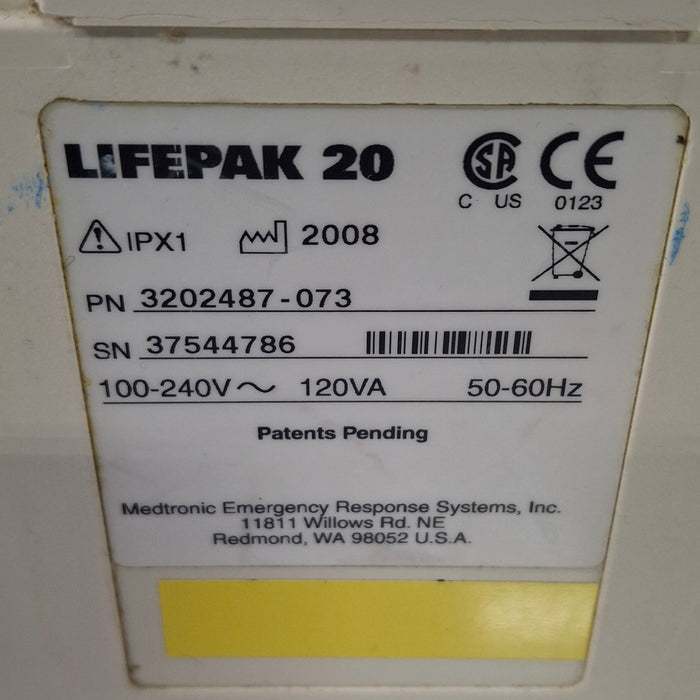 LIFEPAK 20
C US 0123
IPX1 2008
PN 3202487-073
SN 37544786
100-240V~ 120VA 50-60Hz
Patents Pending
Medtronic Emergency Response Systems, Inc.
11811 Willows Rd. NE
Redmond, WA 98052 U.S.A.